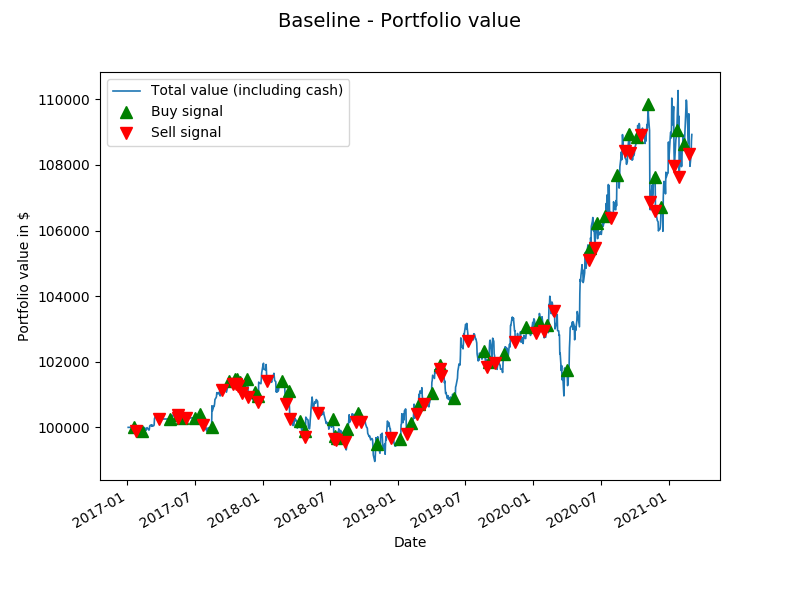 Baseline - Portfolio value
Total value (including cash)
Buy signal
Sell signal
Portfolio value in $
110000
108000
106000
104000
102000
100000
2017-01
2017-07
2018-01
2018-07
2019-01
2019-07
2020-01
2020-07
2021-01
Date